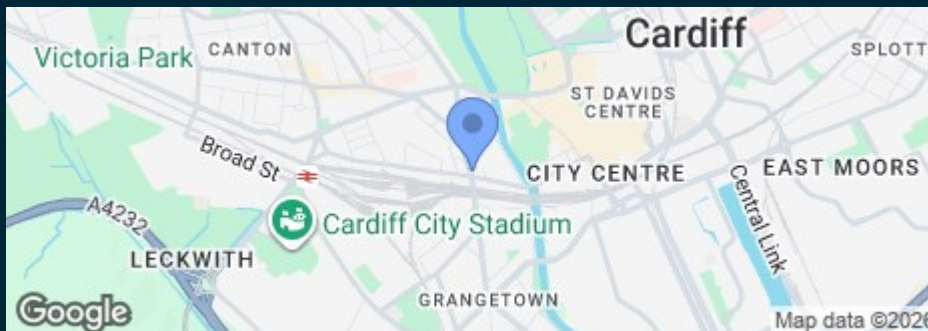 Cardiff
Victoria Park
CANTON
SPLOTT
ST DAVIDS
CENTRE
Broad St
CITY CENTRE
EAST MOORS
A4232
Cardiff City Stadium
Central Link
LECKWITH
GRANGETOWN
Google
Map data ©2026